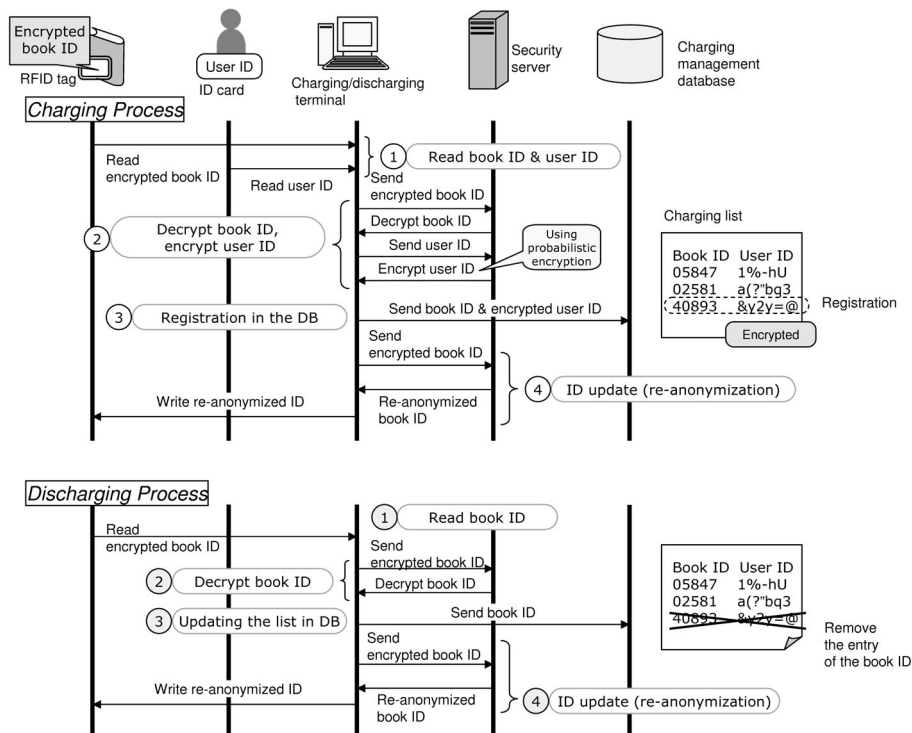 Encrypted
book ID
RFID tag
User ID
ID card
Charging/discharging
terminal
Security
server
Charging
management
database
Charging Process
Read
encrypted book ID
Read user ID
1 Read book ID & user ID
Send
encrypted book ID
Decrypt book ID
Send user ID
Encrypt user ID
2 Decrypt book ID,
encrypt user ID
Using
probabilistic
encryption
3 Registration in the DB
Send book ID & encrypted user ID
Send
encrypted book ID
4 ID update (re-anonymization)
Write re-anonymized ID
Re-anonymized
book ID
Charging list
Book ID User ID
05847 1%-hU
02581 a(?"bq3
40893 &y2y=@
Registration
Encrypted
Discharging Process
1 Read book ID
Read
encrypted book ID
Send
encrypted book ID
2 Decrypt book ID
Decrypt book ID
3 Updating the list in DB
Send book ID
Send
encrypted book ID
Write re-anonymized ID
Re-anonymized
book ID
4 ID update (re-anonymization)
Book ID User ID
05847 1%-hU
02581 a(?"bq3
40893 &y2y=@
Remove
the entry
of the book ID